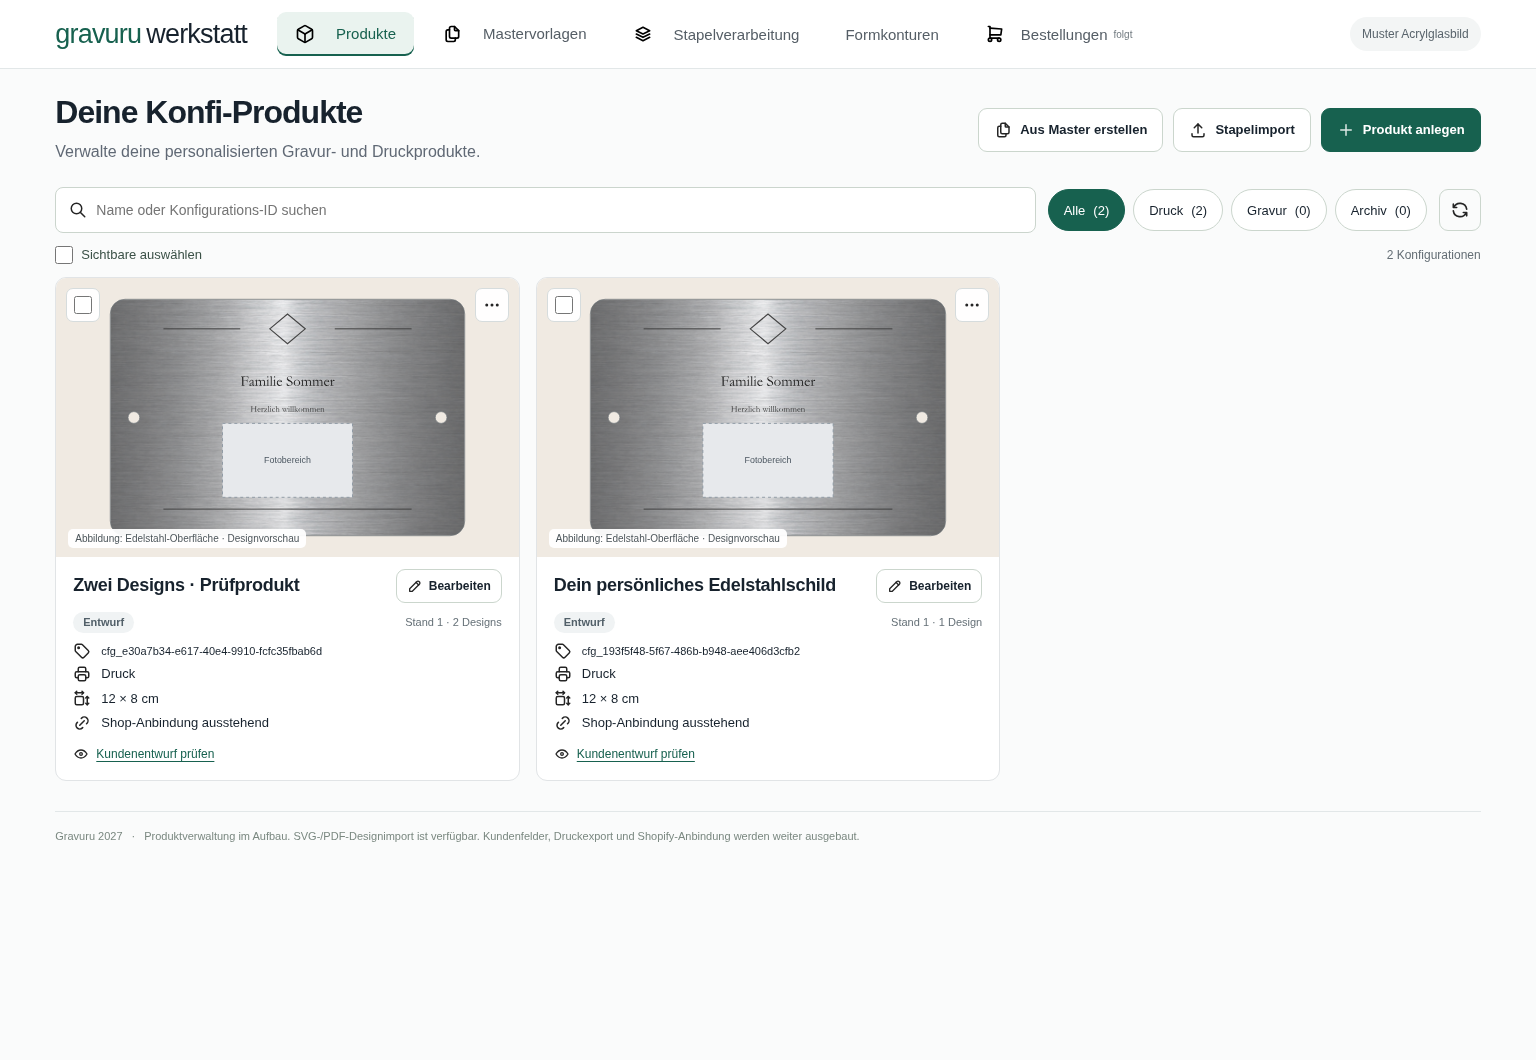 gravuru werkstatt
Produkte
Mastervorlagen
Stapelverarbeitung
Formkonturen
Bestellungen folgt
Muster Acrylglasbild
Deine Konfi-Produkte
Verwalte deine personalisierten Gravur- und Druckprodukte.
Aus Master erstellen
Stapelimport
Produkt anlegen
Name oder Konfigurations-ID suchen
Alle (2)
Druck (2)
Gravur (0)
Archiv (0)
Sichtbare auswählen
2 Konfigurationen
Familie Sommer
Herzlich willkommen
Fotobereich
Abbildung: Edelstahl-Oberfläche · Designvorschau
Zwei Designs · Prüfprodukt
Bearbeiten
Entwurf
Stand 1 · 2 Designs
cfg_e30a7b34-e617-40e4-9910-fcfc35fbab6d
Druck
12 × 8 cm
Shop-Anbindung ausstehend
Kundenentwurf prüfen
Familie Sommer
Herzlich willkommen
Fotobereich
Abbildung: Edelstahl-Oberfläche · Designvorschau
Dein persönliches Edelstahlschild
Bearbeiten
Entwurf
Stand 1 · 1 Design
cfg_193f5f48-5f67-486b-b948-aee406d3cfb2
Druck
12 × 8 cm
Shop-Anbindung ausstehend
Kundenentwurf prüfen
Gravuru 2027 · Produktverwaltung im Aufbau. SVG-/PDF-Designimport ist verfügbar. Kundenfelder, Druckexport und Shopify-Anbindung werden weiter ausgebaut.